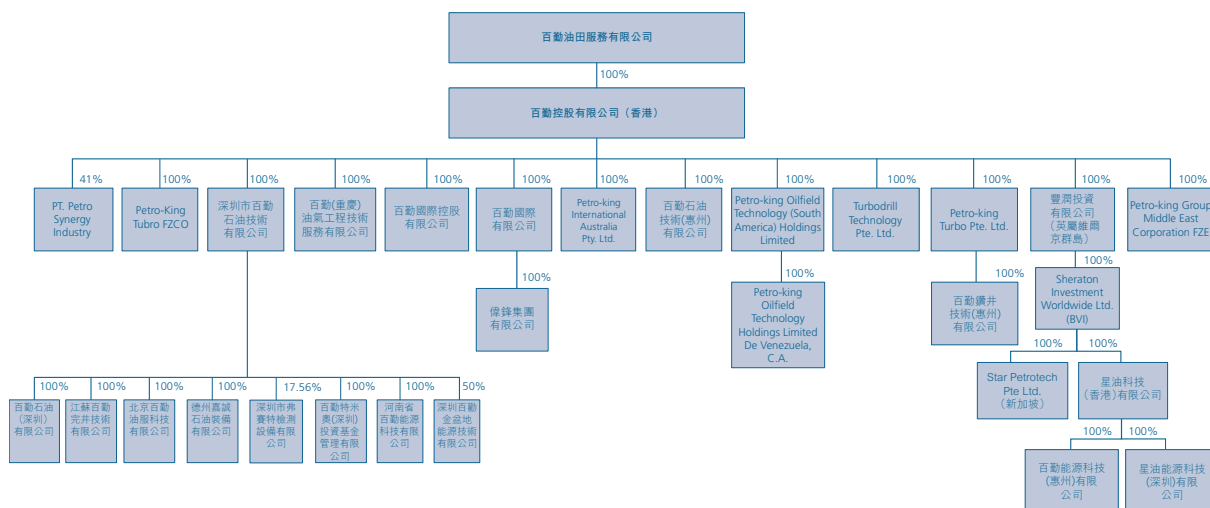 百勤油田服務有限公司
100%
百勤控股有限公司（香港）
41%
100%
100%
100%
100%
100%
100%
100%
100%
100%
100%
100%
100%
PT. Petro
Synergy
Industry
Petro-King
Tubro FZCO
深圳市百勤
石油技術
有限公司
百勤(重慶)
油氣工程技術
服務有限公司
百勤國際控股
有限公司
百勤國際
有限公司
Petro-king
International
Australia
Pty. Ltd.
百勤石油
技術(惠州)
有限公司
Petro-king Oilfield
Technology (South
America) Holdings
Limited
Turbodrill
Technology
Pte. Ltd.
Petro-king
Turbo Pte. Ltd.
豐潤投資
有限公司
（英屬維爾
京群島）
Petro-king Group
Middle East
Corporation FZE
100%
100%
100%
100%
偉鋒集團
有限公司
Petro-king
Oilfield
Technology
Holdings Limited
De Venezuela,
C.A.
百勤鑽井
技術(惠州)
有限公司
Sheraton
Investment
Worldwide Ltd.
(BVI)
100%
100%
Star Petrotech
Pte Ltd.
（新加坡）
星油科技
（香港）有限公司
100%
100%
100%
100%
17.56%
100%
100%
50%
百勤石油
（深圳）
有限公司
江蘇百勤
完井技術
有限公司
北京百勤
油服科技
有限公司
德州嘉誠
石油裝備
有限公司
深圳市弗
賽特檢測
設備有限
公司
百勤特米
奧(深圳)
投資基金
管理有限
公司
河南省
百勤能源
科技有限
公司
深圳百勤
金盆地
能源技術
有限公司
100%
100%
百勤能源科技
(惠州)有限
公司
星油能源科技
(深圳)有限
公司